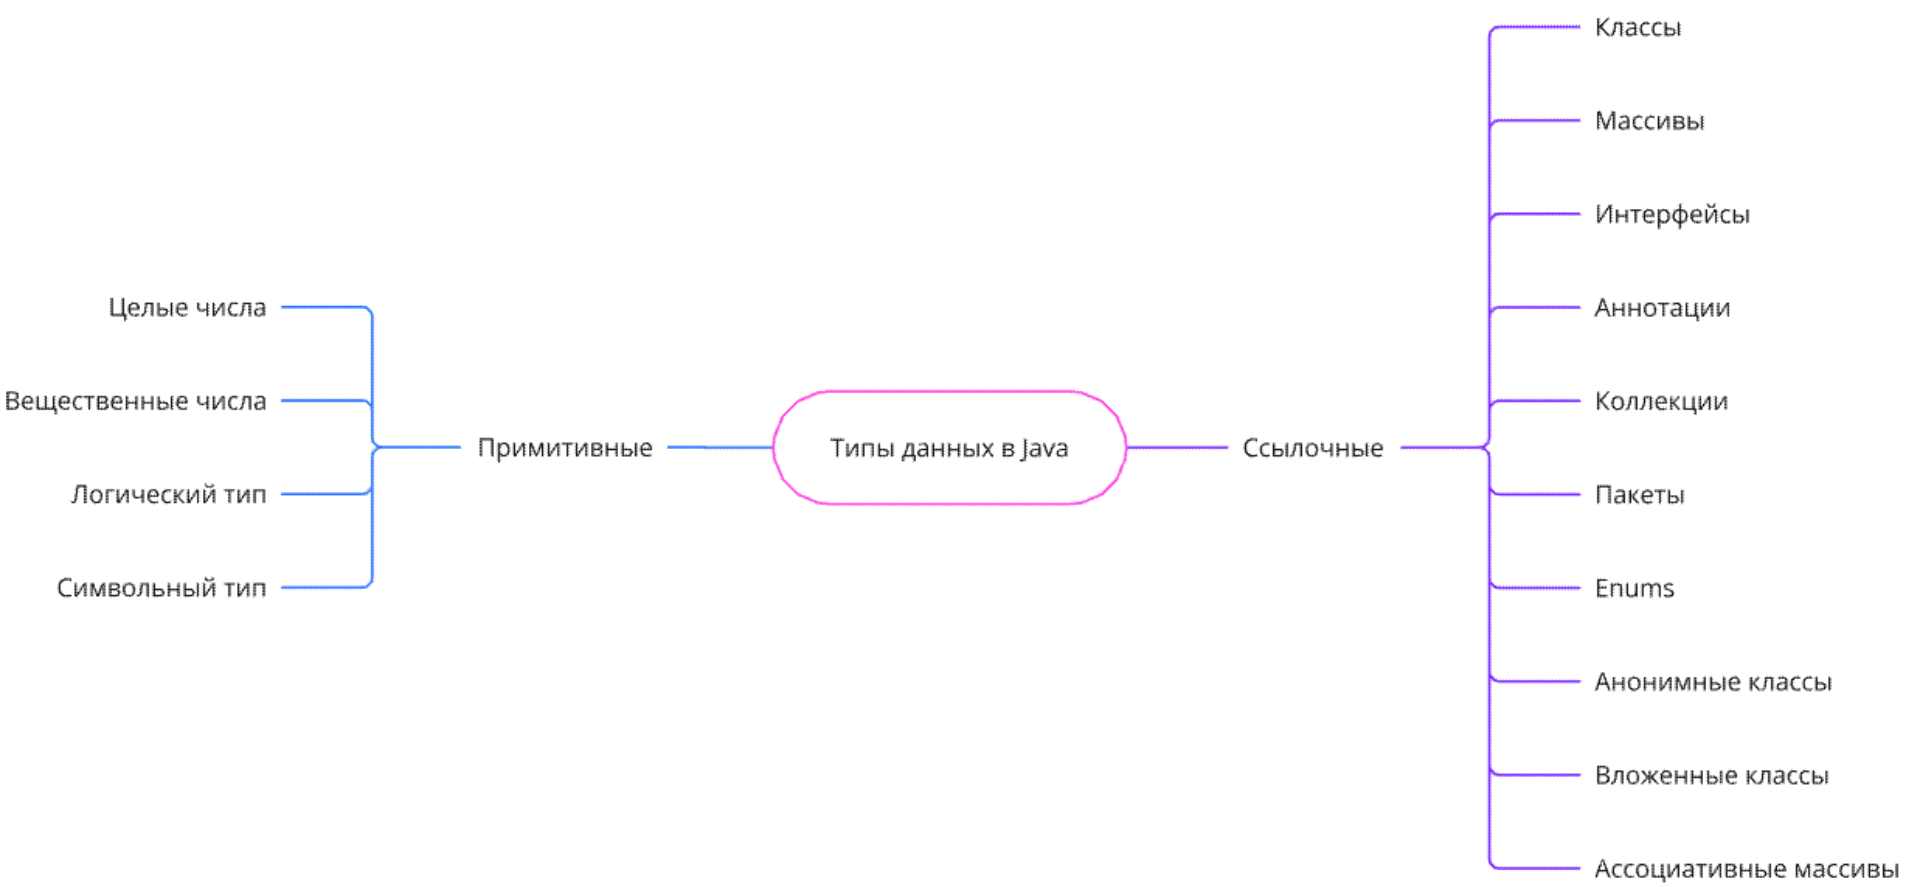 Типы данных в Java
Примитивные
Целые числа
Вещественные числа
Логический тип
Символьный тип
Ссылочные
Классы
Массивы
Интерфейсы
Аннотации
Коллекции
Пакеты
Enums
Анонимные классы
Вложенные классы
Ассоциативные массивы